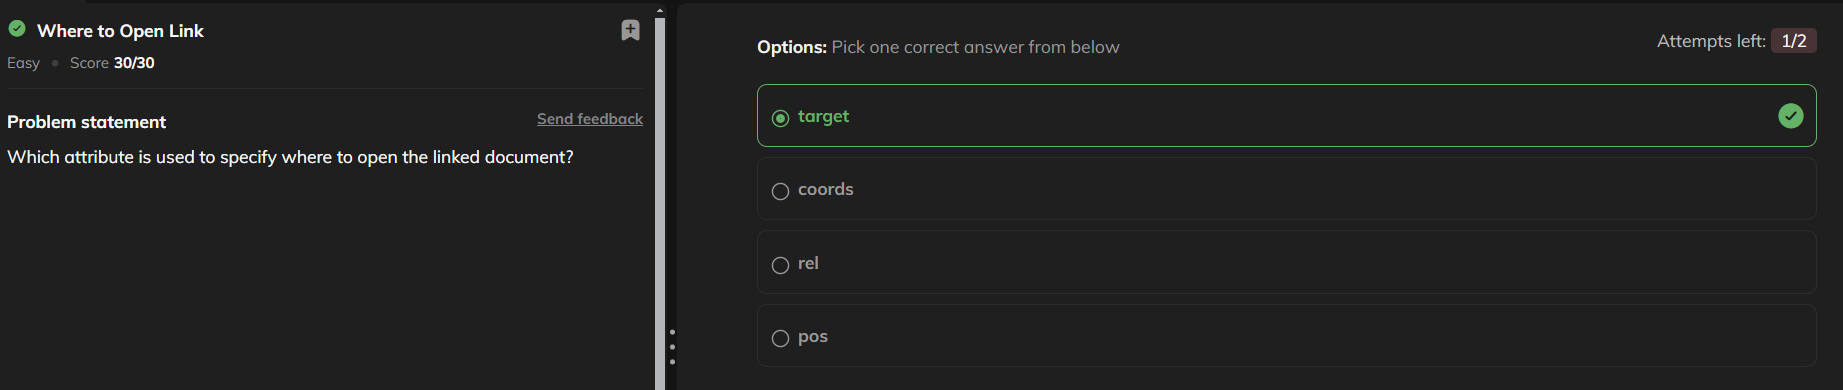 Where to Open Link
Easy • Score 30/30
Problem statement
Send feedback
Which attribute is used to specify where to open the linked document?
Options: Pick one correct answer from below
Attempts left: 1/2
target
coords
rel
pos